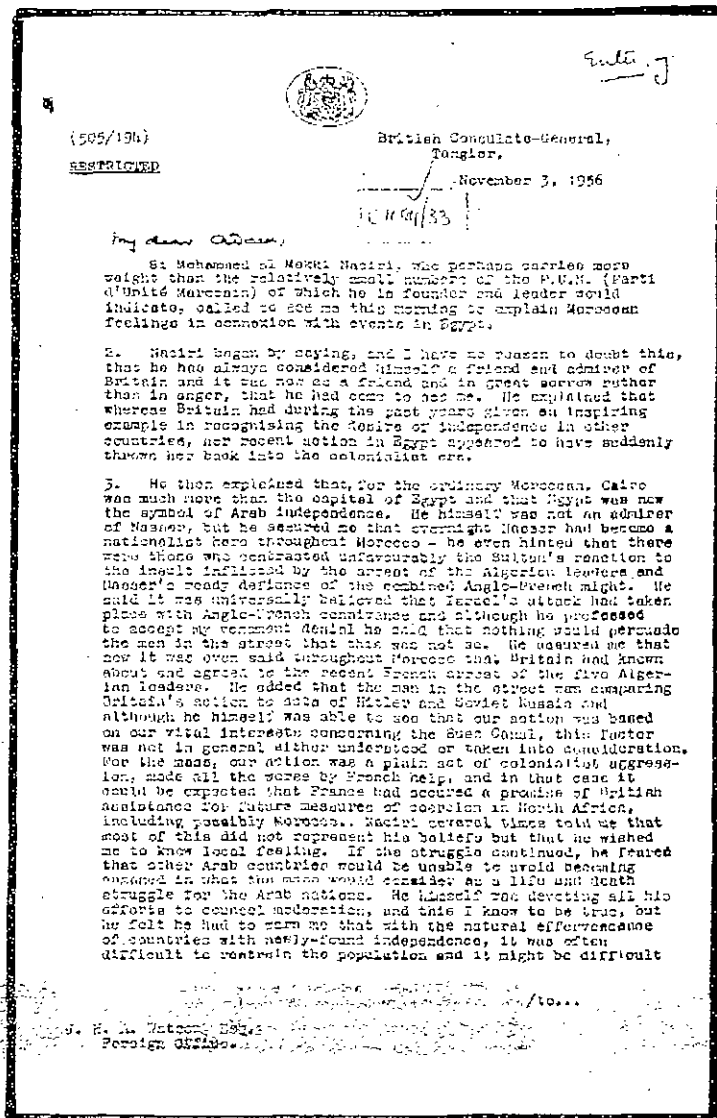 Enter
(505/194)
RESTRICTED
British Consulate-General,
Tangier.
November 3, 1956
/33
My dear Adam,
Si Mohammed el Mekki Naciri, who perhaps carries more
weight than the relatively small numbers of the P.U.M. (Parti
d'Unité Marocain) of which he is founder and leader would
indicate, called to see me this morning to explain Moroccan
feelings in connexion with events in Egypt.
2. Naciri began by saying, and I have no reason to doubt this,
that he has always considered himself a friend and admirer of
Britain and it was now as a friend and in great sorrow rather
than in anger, that he had come to see me. He explained that
whereas Britain had during the past years given an inspiring
example in recognising the desire of independence in other
countries, her recent action in Egypt appeared to have suddenly
thrown her back into the colonialist era.
3. He then explained that, for the ordinary Moroccan, Cairo
was much more than the capital of Egypt and that Egypt was now
the symbol of Arab independence. He himself was not an admirer
of Nasser, but he assured me that overnight Nasser had become a
nationalist hero throughout Morocco - he even hinted that there
were those who contrasted unfavourably the Sultan's reaction to
the insult inflicted by the arrest of the Algerian leaders and
Nasser's ready defiance of the combined Anglo-French might. He
said it was universally believed that Israel's attack had taken
place with Anglo-French connivance and although he professed
to accept my vehement denial he said that nothing would persuade
the man in the street that this was not so. He assured me that
now it was even said throughout Morocco that Britain had known
about and agreed to the recent French arrest of the five Alger-
ian leaders. He added that the man in the street was comparing
Britain's action to acts of Hitler and Soviet Russia and
although he himself was able to see that our action was based
on our vital interests concerning the Suez Canal, this factor
was not in general either understood or taken into consideration.
For the mass, our action was a plain act of colonialist aggress-
ion, made all the worse by French help, and in that case it
could be expected that France had secured a promise of British
assistance for future measures of coercion in North Africa,
including possibly Morocco.. Naciri several times told me that
most of this did not represent his beliefs but that he wished
me to know local feeling. If the struggle continued, he feared
that other Arab countries would be unable to avoid becoming
engaged in what the mass would consider as a life and death
struggle for the Arab nations. He himself was devoting all his
efforts to counsel moderation, and this I know to be true, but
he felt he had to warn me that with the natural effervescence
of countries with newly-found independence, it was often
difficult to restrain the population and it might be difficult
/to...
J. H. A. Watson, Esq.,
Foreign Office.